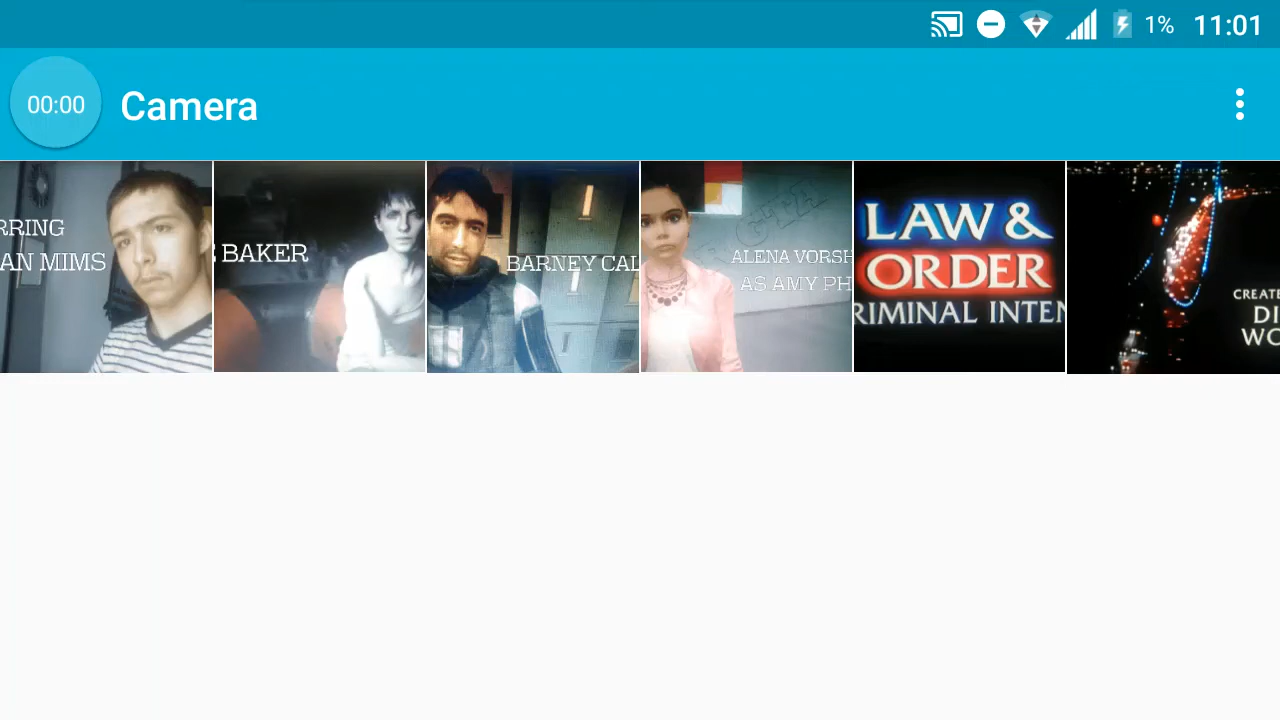 1% 11:01
00:00 Camera
RRING
AN MIMS
E BAKER
BARNEY CAL
ALENA VORSH
AS AMY PH
LAW &
ORDER
RIMINAL INTEN
CREATE
DI
WO